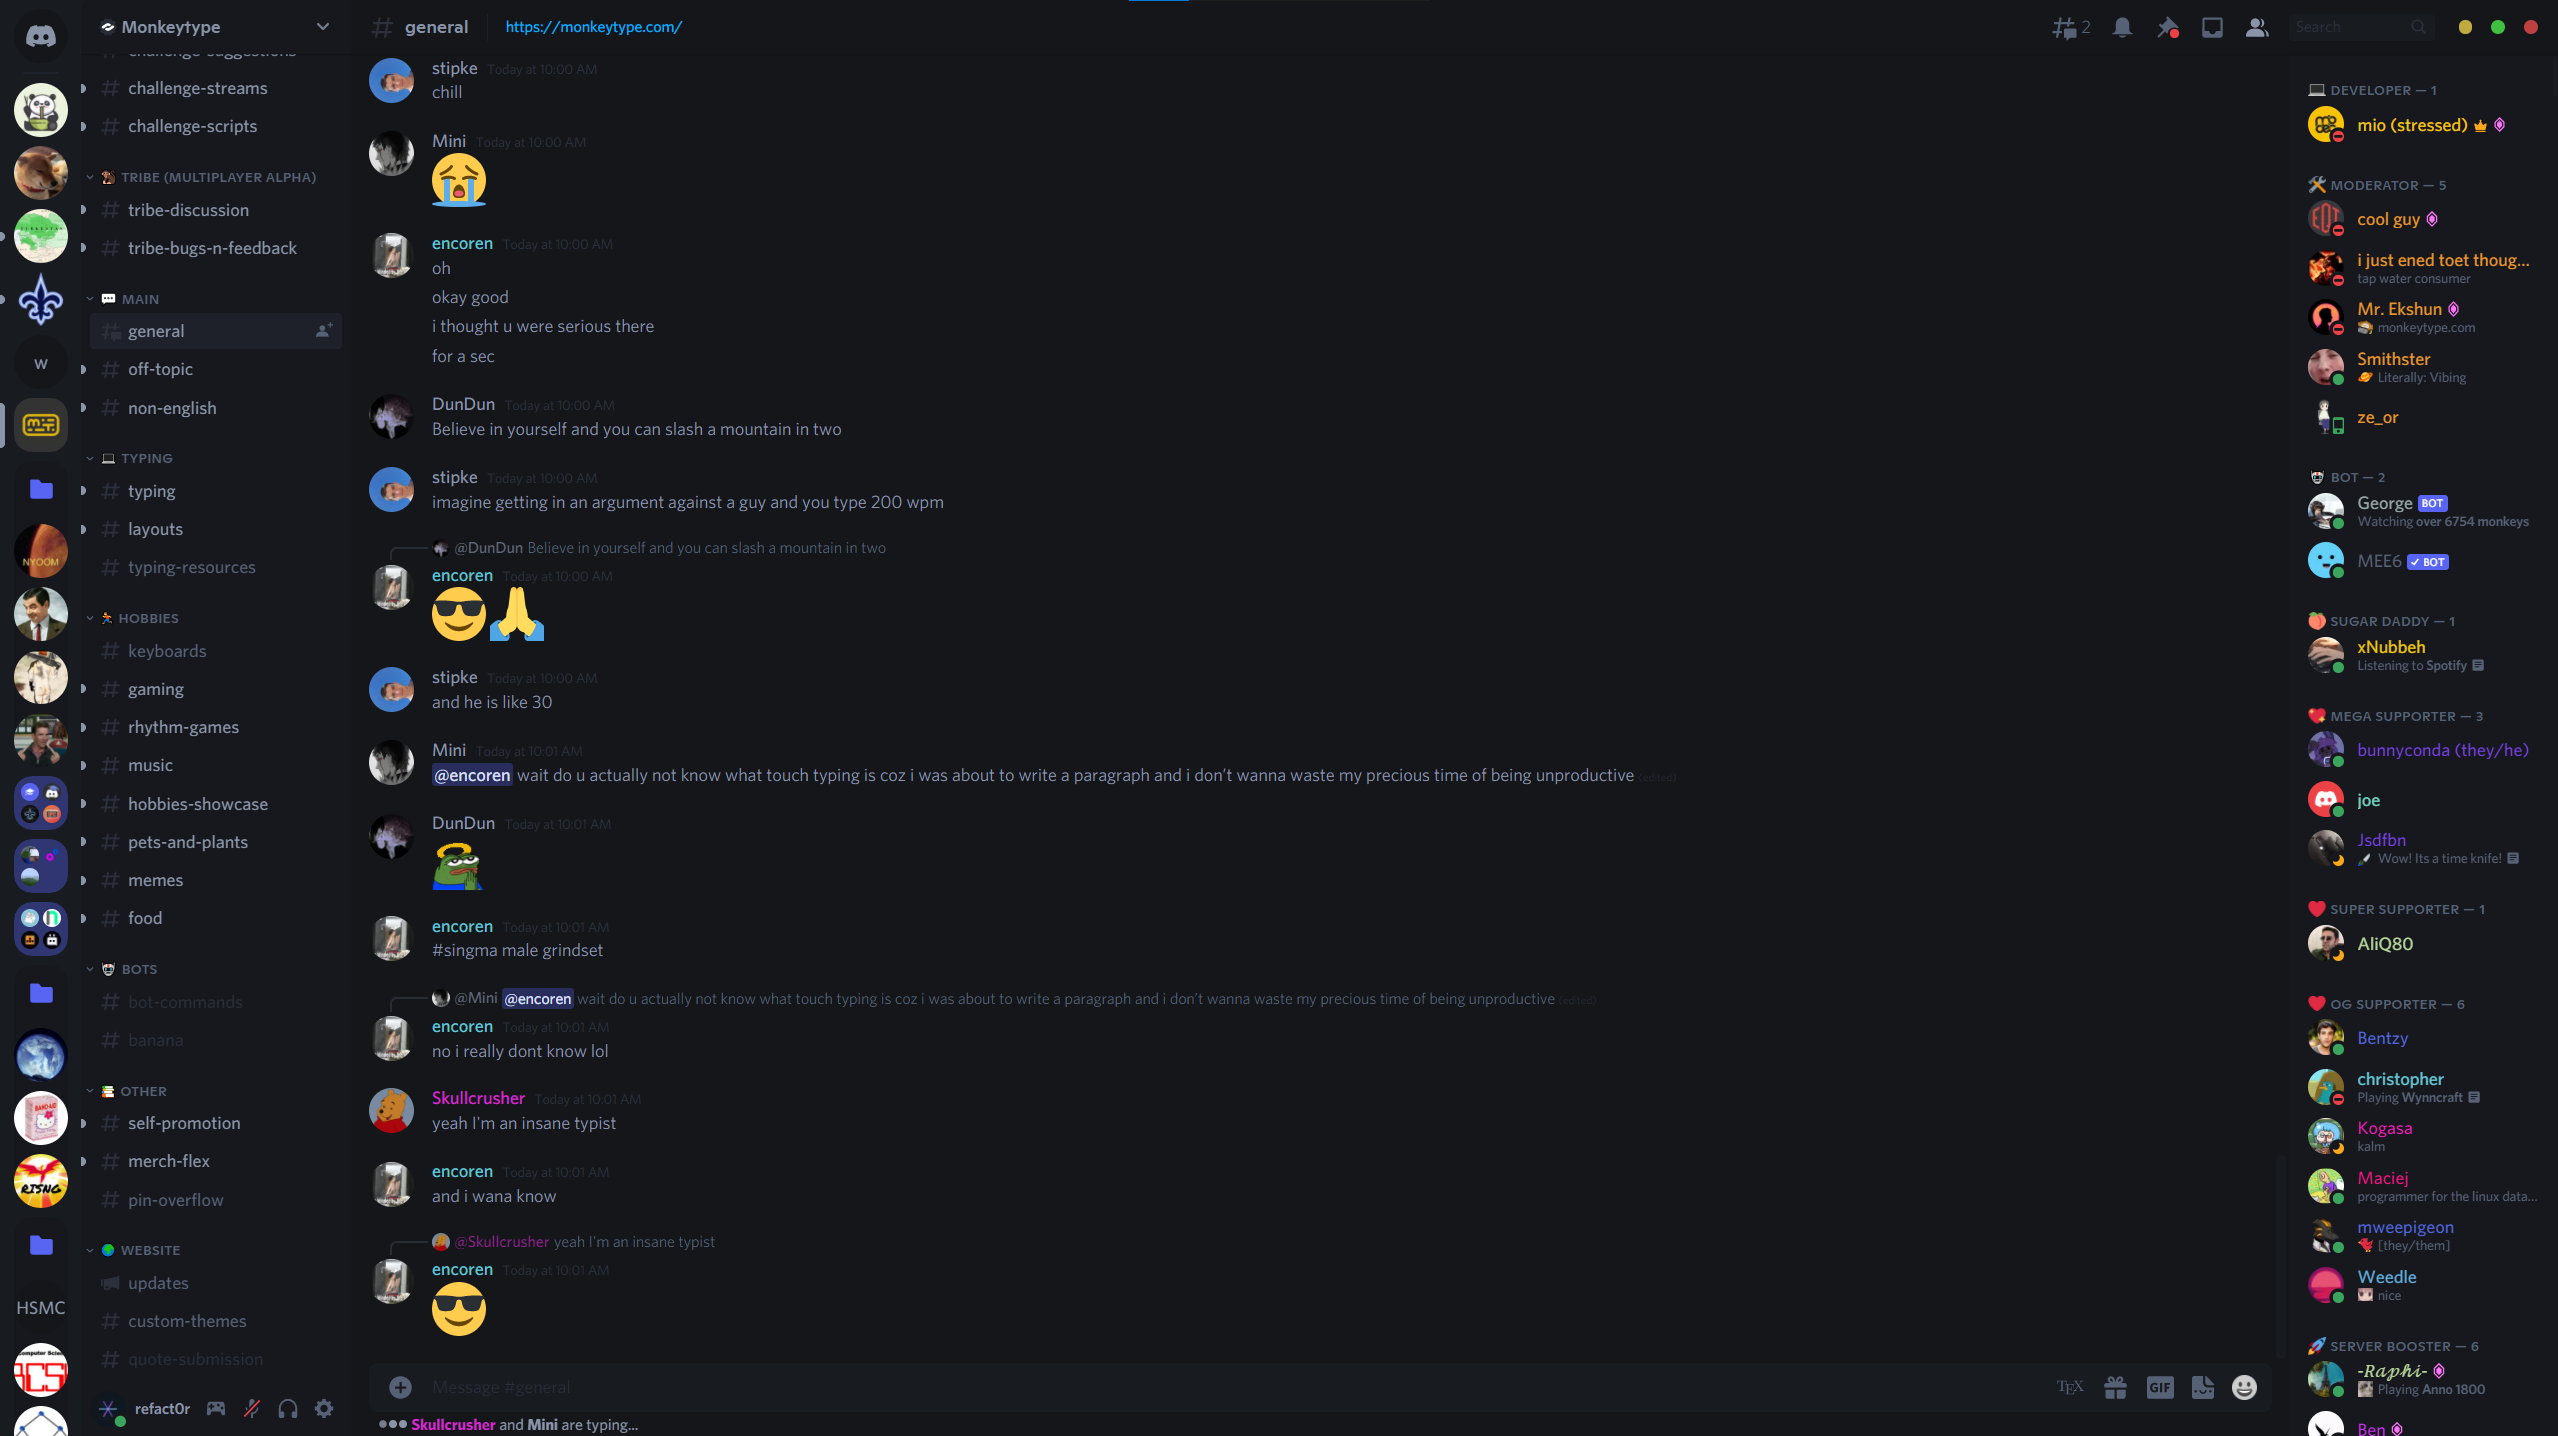 Monkeytype
challenge-suggestions
challenge-streams
challenge-scripts
TRIBE (MULTIPLAYER ALPHA)
tribe-discussion
tribe-bugs-n-feedback
MAIN
general
off-topic
non-english
TYPING
typing
layouts
typing-resources
HOBBIES
keyboards
gaming
rhythm-games
music
hobbies-showcase
pets-and-plants
memes
food
BOTS
bot-commands
banana
OTHER
self-promotion
merch-flex
pin-overflow
WEBSITE
updates
custom-themes
quote-submission
refact0r
W
NYOOM
BAND-AID
RISNG
HSMC
general
https://monkeytype.com/
2
Search
stipke Today at 10:00 AM
chill
Mini Today at 10:00 AM
encoren Today at 10:00 AM
oh
okay good
i thought u were serious there
for a sec
DunDun Today at 10:00 AM
Believe in yourself and you can slash a mountain in two
stipke Today at 10:00 AM
imagine getting in an argument against a guy and you type 200 wpm
@DunDun Believe in yourself and you can slash a mountain in two
encoren Today at 10:00 AM
stipke Today at 10:00 AM
and he is like 30
Mini Today at 10:01 AM
@encoren wait do u actually not know what touch typing is coz i was about to write a paragraph and i don't wanna waste my precious time of being unproductive (edited)
DunDun Today at 10:01 AM
encoren Today at 10:01 AM
#singma male grindset
@Mini @encoren wait do u actually not know what touch typing is coz i was about to write a paragraph and i don't wanna waste my precious time of being unproductive (edited)
encoren Today at 10:01 AM
no i really dont know lol
Skullcrusher Today at 10:01 AM
yeah I'm an insane typist
encoren Today at 10:01 AM
and i wana know
@Skullcrusher yeah I'm an insane typist
encoren Today at 10:01 AM
Message #general
TEX
GIF
Skullcrusher and Mini are typing...
DEVELOPER — 1
mio (stressed)
MODERATOR — 5
cool guy
i just ened toet thoug...
tap water consumer
Mr. Ekshun
monkeytype.com
Smithster
Literally: Vibing
ze_or
BOT — 2
George BOT
Watching over 6754 monkeys
MEE6 ✓ BOT
SUGAR DADDY — 1
xNubbeh
Listening to Spotify
MEGA SUPPORTER — 3
bunnyconda (they/he)
joe
Jsdfbn
Wow! Its a time knife!
SUPER SUPPORTER — 1
AliQ80
OG SUPPORTER — 6
Bentzy
christopher
Playing Wynncraft
Kogasa
kalm
Maciej
programmer for the linux data...
mweepigeon
[they/them]
Weedle
nice
SERVER BOOSTER — 6
-𝓡𝓪𝓹𝓱𝓲-
Playing Anno 1800
Ben